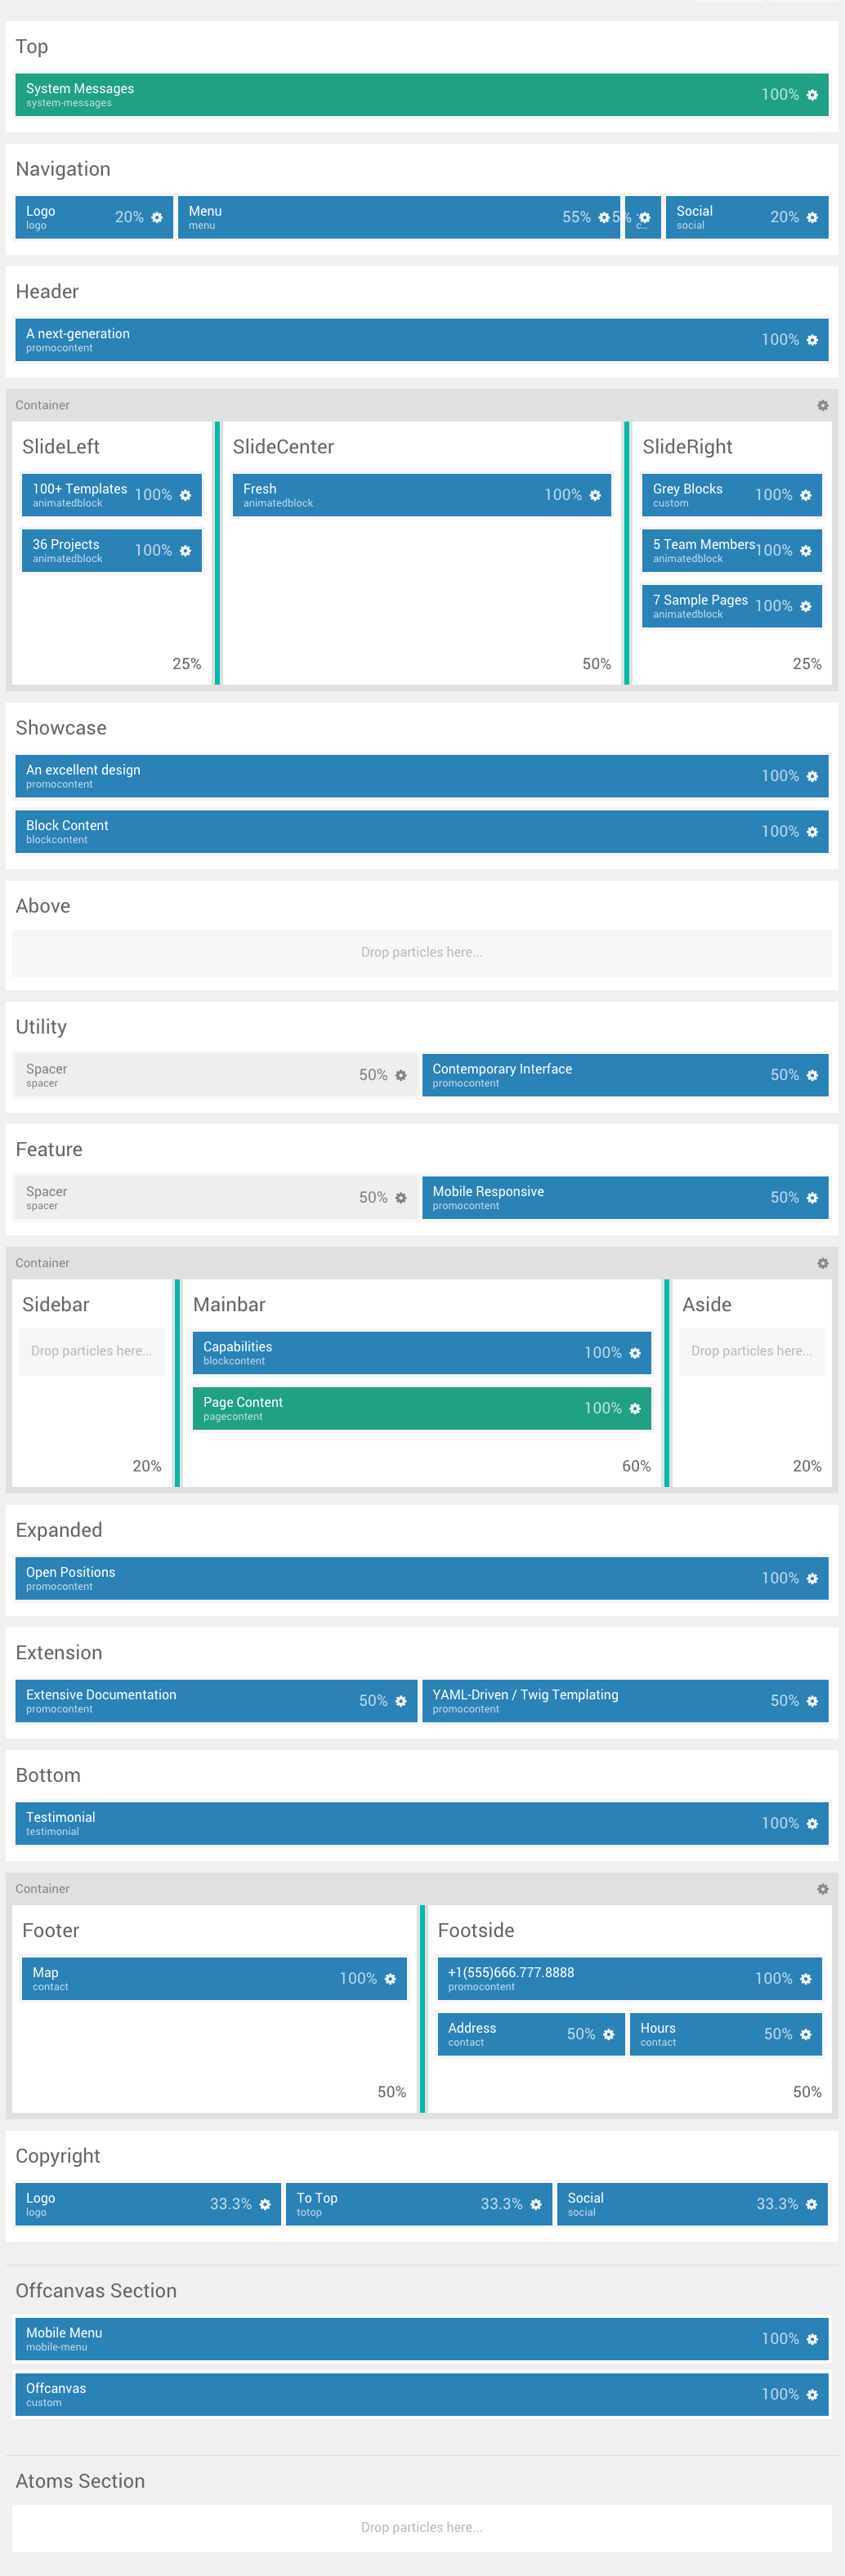 Top
System Messages
system-messages
100%
Navigation
Logo
logo
20%
Menu
menu
55%
5%
c...
Social
social
20%
Header
A next-generation
promocontent
100%
Container
SlideLeft
100+ Templates
animatedblock
100%
36 Projects
animatedblock
100%
25%
SlideCenter
Fresh
animatedblock
100%
50%
SlideRight
Grey Blocks
custom
100%
5 Team Members
animatedblock
100%
7 Sample Pages
animatedblock
100%
25%
Showcase
An excellent design
promocontent
100%
Block Content
blockcontent
100%
Above
Drop particles here...
Utility
Spacer
spacer
50%
Contemporary Interface
promocontent
50%
Feature
Spacer
spacer
50%
Mobile Responsive
promocontent
50%
Container
Sidebar
Drop particles here...
20%
Mainbar
Capabilities
blockcontent
100%
Page Content
pagecontent
100%
60%
Aside
Drop particles here...
20%
Expanded
Open Positions
promocontent
100%
Extension
Extensive Documentation
promocontent
50%
YAML-Driven / Twig Templating
promocontent
50%
Bottom
Testimonial
testimonial
100%
Container
Footer
Map
contact
100%
50%
Footside
+1(555)666.777.8888
promocontent
100%
Address
contact
50%
Hours
contact
50%
50%
Copyright
Logo
logo
33.3%
To Top
totop
33.3%
Social
social
33.3%
Offcanvas Section
Mobile Menu
mobile-menu
100%
Offcanvas
custom
100%
Atoms Section
Drop particles here...